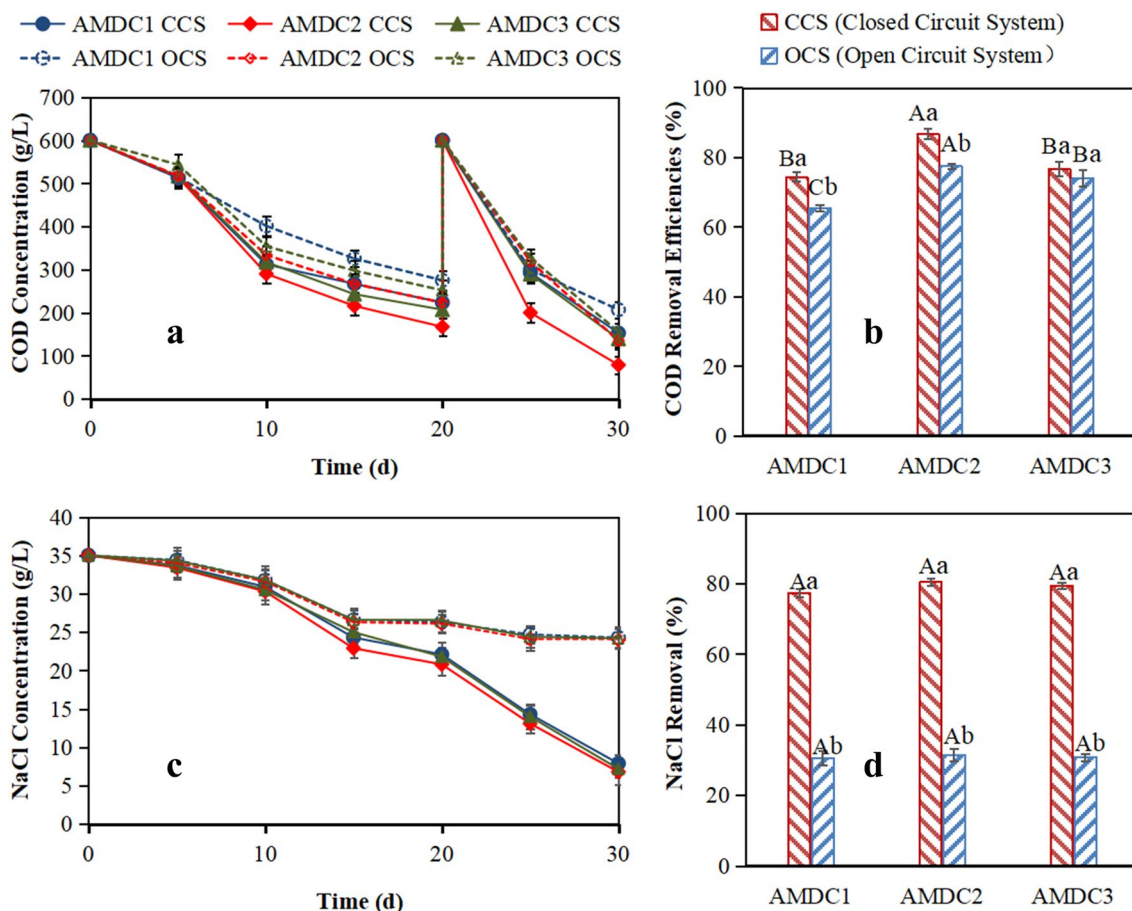 AMDC1 CCS AMDC2 CCS AMDC3 CCS
AMDC1 OCS AMDC2 OCS AMDC3 OCS
CCS (Closed Circuit System)
OCS (Open Circuit System）
COD Concentration (g/L)
700
600
500
400
300
200
100
0
a
0 10 20 30
Time (d)
COD Removal Efficiencies (%)
100
80
60
40
20
0
Ba Cb Aa Ab Ba Ba
b
AMDC1 AMDC2 AMDC3
NaCl Concentration (g/L)
40
35
30
25
20
15
10
5
0
c
0 10 20 30
Time (d)
NaCl Removal (%)
100
80
60
40
20
0
Aa Ab Aa Ab Aa Ab
d
AMDC1 AMDC2 AMDC3